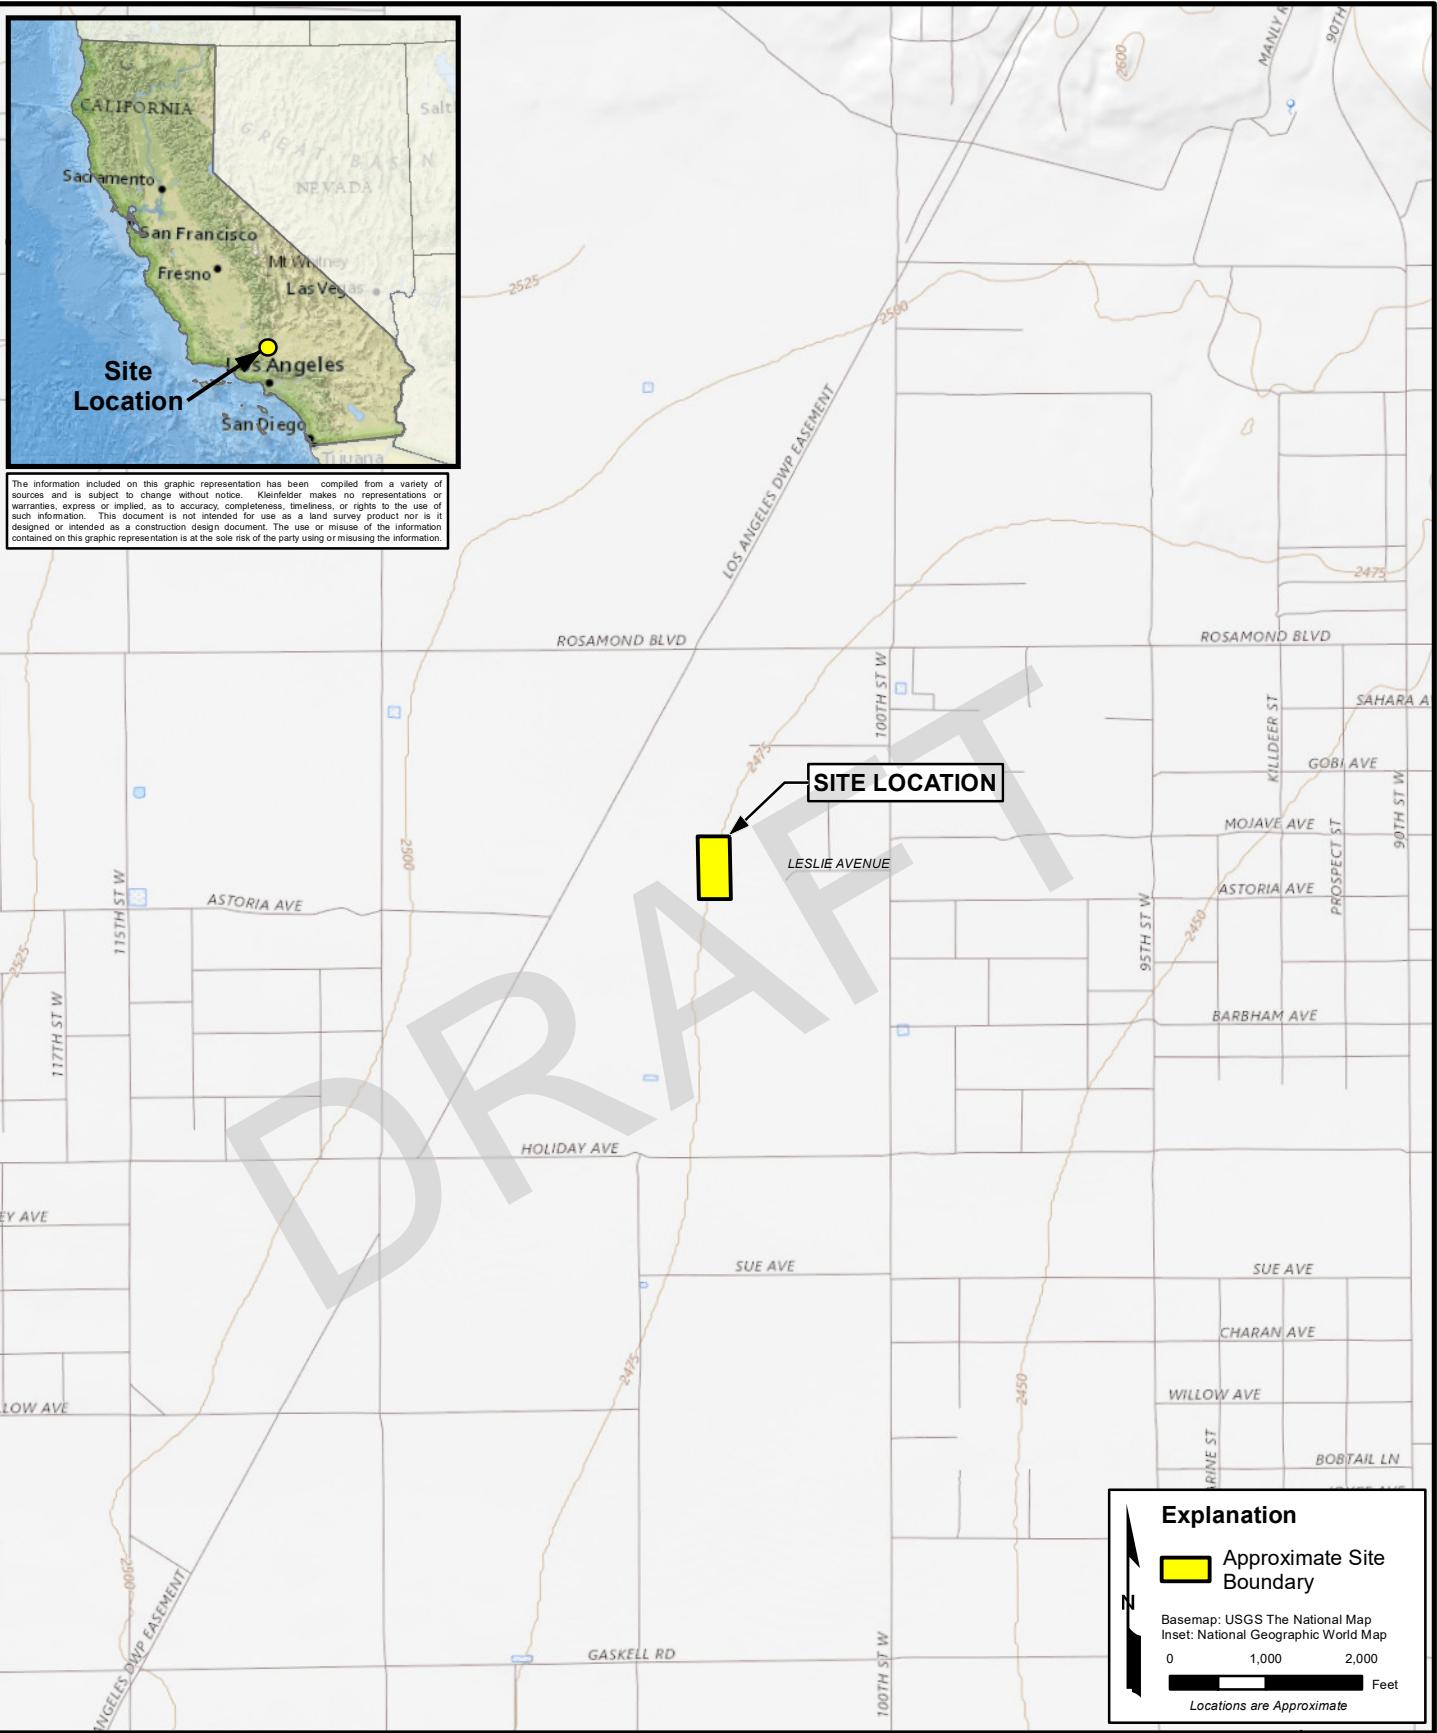 CALIFORNIA
Salt
GREAT BASIN
Sacramento
NEVADA
San Francisco
Mt Whitney
Fresno
Las Vegas
Site
Location
Los Angeles
San Diego
Tijuana
The information included on this graphic representation has been compiled from a variety of
sources and is subject to change without notice. Kleinfelder makes no representations or
warranties, express or implied, as to accuracy, completeness, timeliness, or rights to the use of
such information. This document is not intended for use as a land survey product nor is it
designed or intended as a construction design document. The use or misuse of the information
contained on this graphic representation is at the sole risk of the party using or misusing the information.
MANLY R
90TH
2600
2525
2500
LOS ANGELES DWP EASEMENT
2475
ROSAMOND BLVD
ROSAMOND BLVD
100TH ST W
KILLDEER ST
SAHARA A
2475
GOBI AVE
SITE LOCATION
90TH ST W
MOJAVE AVE
PROSPECT ST
2500
LESLIE AVENUE
115TH ST W
ASTORIA AVE
ASTORIA AVE
95TH ST W
2450
2525
117TH ST W
BARBHAM AVE
DRAFT
HOLIDAY AVE
EY AVE
SUE AVE
SUE AVE
CHARAN AVE
2475
2450
WILLOW AVE
LOW AVE
ARINE ST
BOBTAIL LN
2500
ANGELES DWP EASEMENT
GASKELL RD
100TH ST W
Explanation
Approximate Site
Boundary
N
Basemap: USGS The National Map
Inset: National Geographic World Map
0 1,000 2,000
Feet
Locations are Approximate